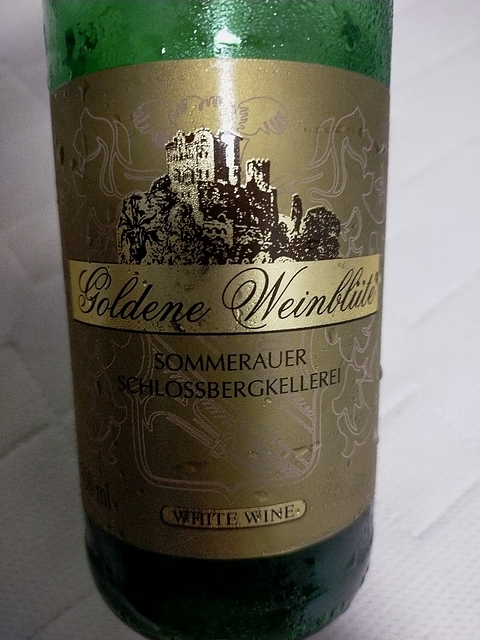 Goldene Weinblüte
SOMMERAUER
SCHLOSSBERGKELLEREI
WHITE WINE